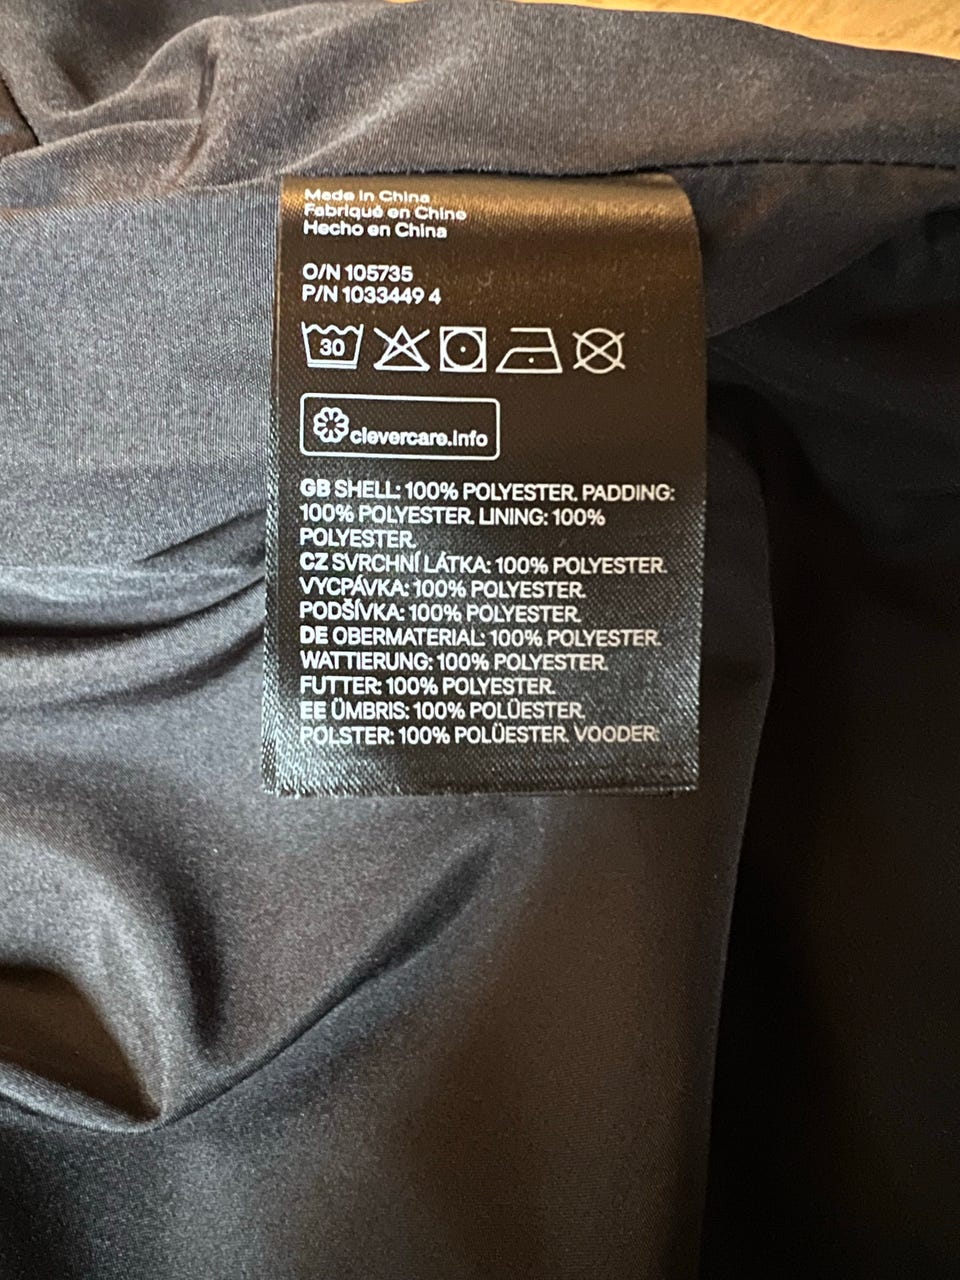 Made in China
Fabriqué en Chine
Hecho en China
O/N 105735
P/N 1033449 4
30
clevercare.info
GB SHELL: 100% POLYESTER. PADDING:
100% POLYESTER. LINING: 100%
POLYESTER.
CZ SVRCHNÍ LÁTKA: 100% POLYESTER.
VYCPÁVKA: 100% POLYESTER.
PODŠÍVKA: 100% POLYESTER.
DE OBERMATERIAL: 100% POLYESTER.
WATTIERUNG: 100% POLYESTER.
FUTTER: 100% POLYESTER.
EE ÜMBRIS: 100% POLÜESTER.
POLSTER: 100% POLÜESTER. VOODER: